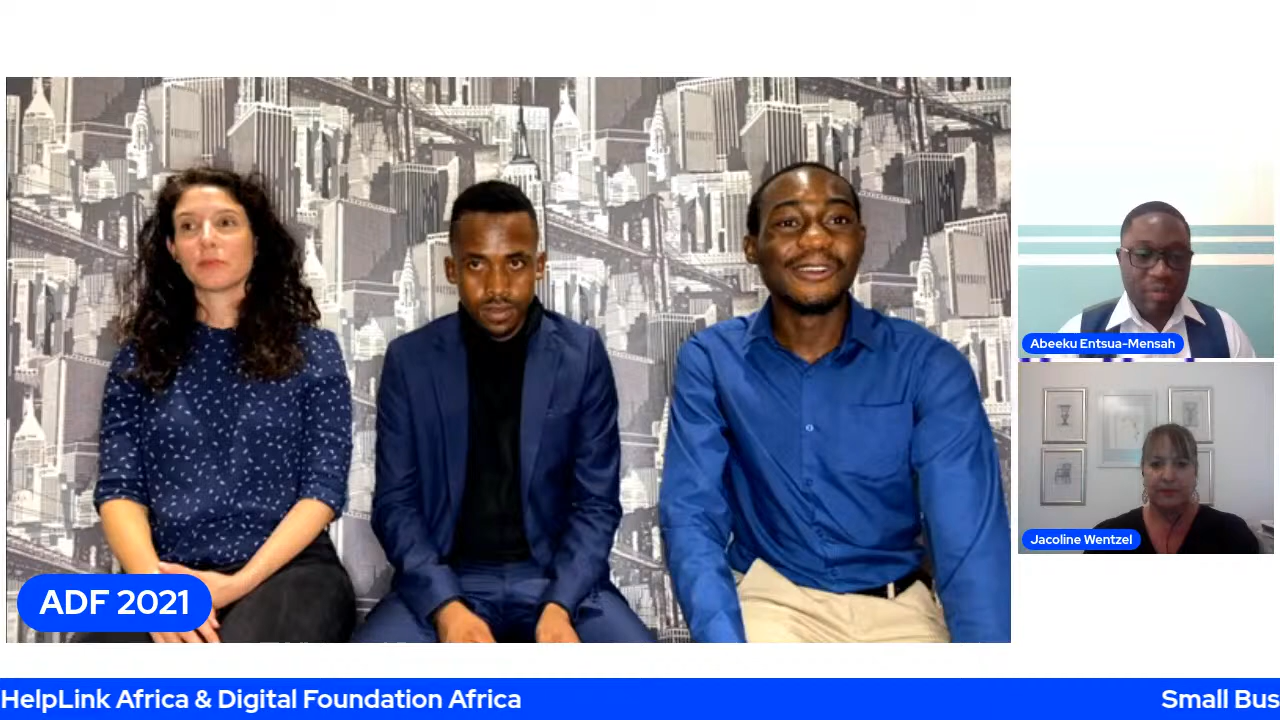 Abeeku Entsua-Mensah
Jacoline Wentzel
ADF 2021
HelpLink Africa & Digital Foundation Africa
Small Bus